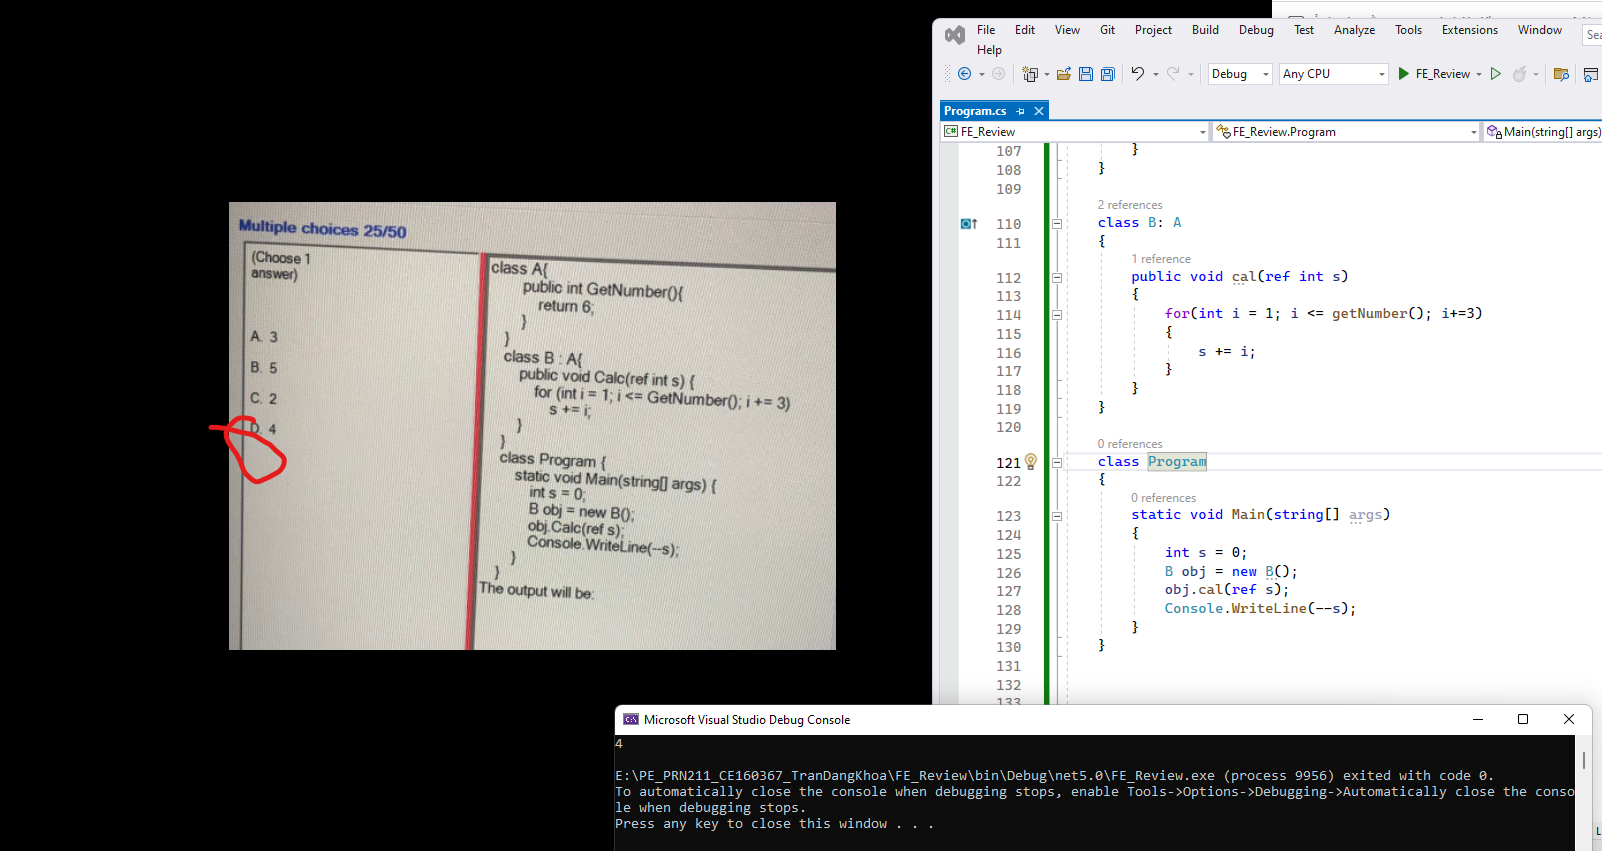 Multiple choices 25/50
(Choose 1
answer)
A. 3
B. 5
C. 2
D. 4
class A{
public int GetNumber(){
return 6;
}
}
class B : A{
public void Calc(ref int s) {
for (int i = 1; i <= GetNumber(); i += 3)
s += i;
}
}
class Program {
static void Main(string[] args) {
int s = 0;
B obj = new B();
obj.Calc(ref s);
Console.WriteLine(--s);
}
}
The output will be:
File Edit View Git Project Build Debug Test Analyze Tools Extensions Window
Help
Debug Any CPU FE_Review
Program.cs
C# FE_Review FE_Review.Program Main(string[] args)
107 }
108 }
109
2 references
110 class B: A
111 {
1 reference
112 public void cal(ref int s)
113 {
114 for(int i = 1; i <= getNumber(); i+=3)
115 {
116 s += i;
117 }
118 }
119 }
120
0 references
121 class Program
122 {
0 references
123 static void Main(string[] args)
124 {
125 int s = 0;
126 B obj = new B();
127 obj.cal(ref s);
128 Console.WriteLine(--s);
129 }
130 }
131
132
133
Microsoft Visual Studio Debug Console
4
E:\PE_PRN211_CE160367_TranDangKhoa\FE_Review\bin\Debug\net5.0\FE_Review.exe (process 9956) exited with code 0.
To automatically close the console when debugging stops, enable Tools->Options->Debugging->Automatically close the conso
le when debugging stops.
Press any key to close this window . . .